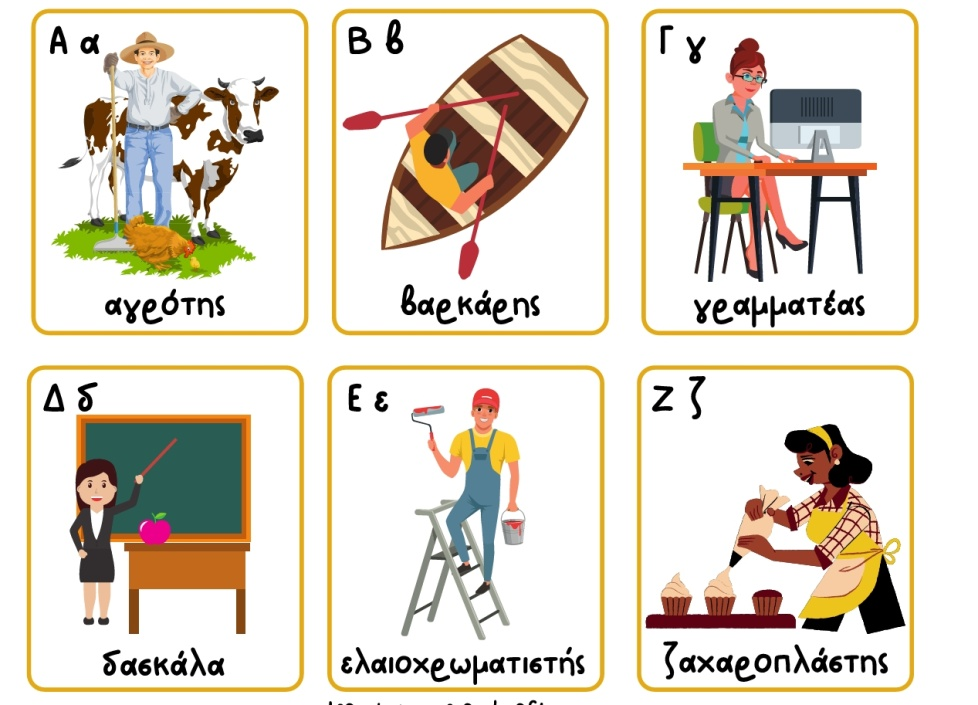 Α α
αγρότης
Β β
βαρκάρης
Γ γ
γραμματέας
Δ δ
δασκάλα
Ε ε
ελαιοχρωματιστής
Ζ ζ
ζαχαροπλάστης